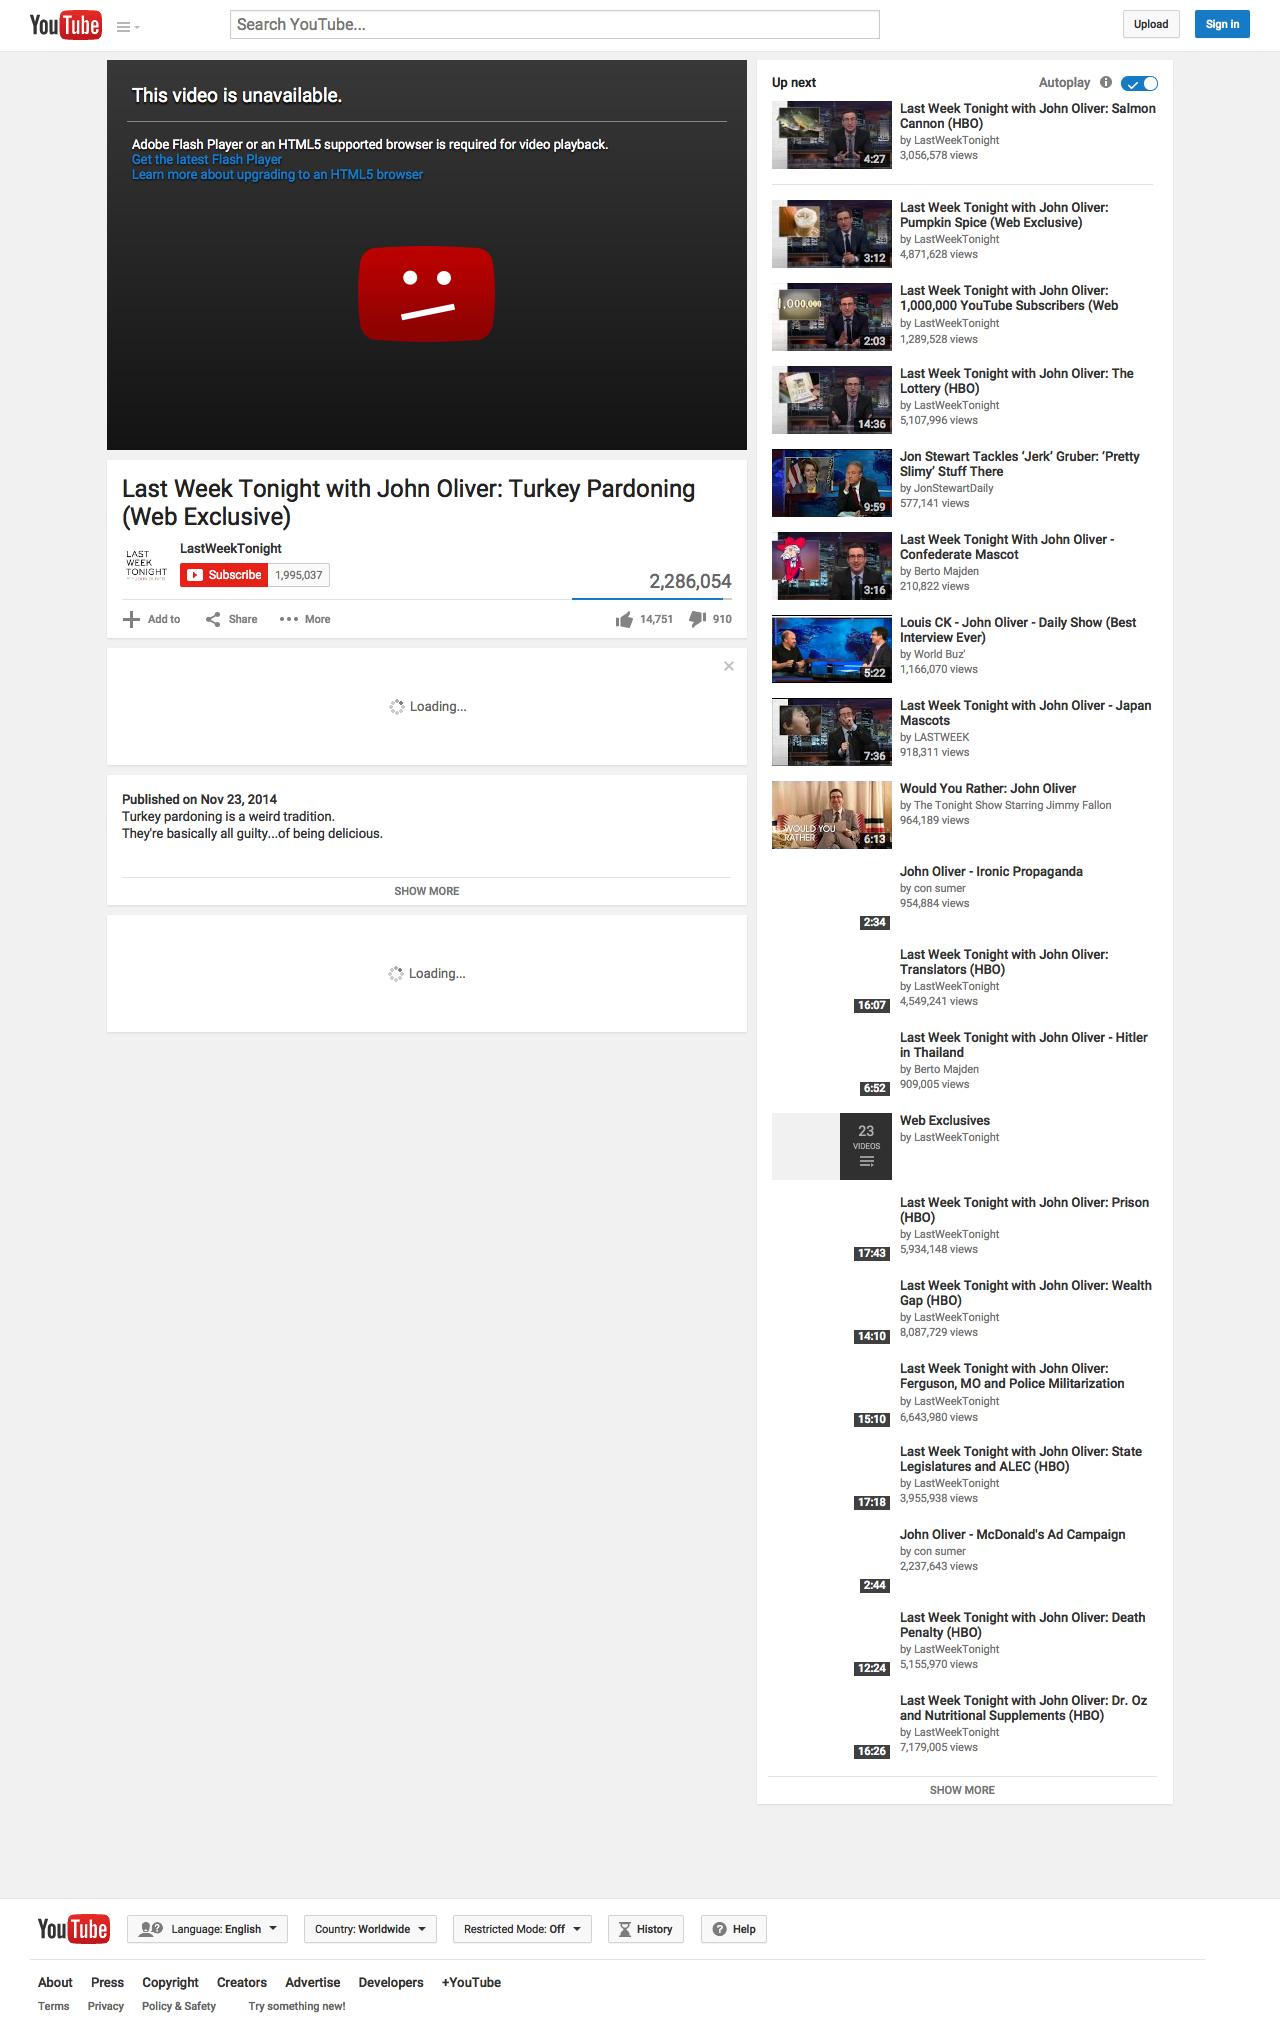 YouTube
Search YouTube...
Upload
Sign in
This video is unavailable.
Adobe Flash Player or an HTML5 supported browser is required for video playback.
Get the latest Flash Player
Learn more about upgrading to an HTML5 browser
Last Week Tonight with John Oliver: Turkey Pardoning
(Web Exclusive)
LAST
WEEK
TONIGHT
LastWeekTonight
Subscribe 1,995,037
2,286,054
Add to Share More 14,751 910
Loading...
Published on Nov 23, 2014
Turkey pardoning is a weird tradition.
They're basically all guilty...of being delicious.
SHOW MORE
Loading...
Up next Autoplay
4:27
Last Week Tonight with John Oliver: Salmon
Cannon (HBO)
by LastWeekTonight
3,056,578 views
3:12
Last Week Tonight with John Oliver:
Pumpkin Spice (Web Exclusive)
by LastWeekTonight
4,871,628 views
1,000,000
2:03
Last Week Tonight with John Oliver:
1,000,000 YouTube Subscribers (Web
by LastWeekTonight
1,289,528 views
14:36
Last Week Tonight with John Oliver: The
Lottery (HBO)
by LastWeekTonight
5,107,996 views
9:59
Jon Stewart Tackles ‘Jerk’ Gruber: ‘Pretty
Slimy’ Stuff There
by JonStewartDaily
577,141 views
3:16
Last Week Tonight With John Oliver -
Confederate Mascot
by Berto Majden
210,822 views
5:22
Louis CK - John Oliver - Daily Show (Best
Interview Ever)
by World Buz'
1,166,070 views
7:36
Last Week Tonight with John Oliver - Japan
Mascots
by LASTWEEK
918,311 views
WOULD YOU
RATHER
6:13
Would You Rather: John Oliver
by The Tonight Show Starring Jimmy Fallon
964,189 views
2:34
John Oliver - Ironic Propaganda
by con sumer
954,884 views
16:07
Last Week Tonight with John Oliver:
Translators (HBO)
by LastWeekTonight
4,549,241 views
6:52
Last Week Tonight with John Oliver - Hitler
in Thailand
by Berto Majden
909,005 views
23
VIDEOS
Web Exclusives
by LastWeekTonight
17:43
Last Week Tonight with John Oliver: Prison
(HBO)
by LastWeekTonight
5,934,148 views
14:10
Last Week Tonight with John Oliver: Wealth
Gap (HBO)
by LastWeekTonight
8,087,729 views
15:10
Last Week Tonight with John Oliver:
Ferguson, MO and Police Militarization
by LastWeekTonight
6,643,980 views
17:18
Last Week Tonight with John Oliver: State
Legislatures and ALEC (HBO)
by LastWeekTonight
3,955,938 views
2:44
John Oliver - McDonald's Ad Campaign
by con sumer
2,237,643 views
12:24
Last Week Tonight with John Oliver: Death
Penalty (HBO)
by LastWeekTonight
5,155,970 views
16:26
Last Week Tonight with John Oliver: Dr. Oz
and Nutritional Supplements (HBO)
by LastWeekTonight
7,179,005 views
SHOW MORE
YouTube Language: English Country: Worldwide Restricted Mode: Off History Help
About Press Copyright Creators Advertise Developers +YouTube
Terms Privacy Policy & Safety Try something new!